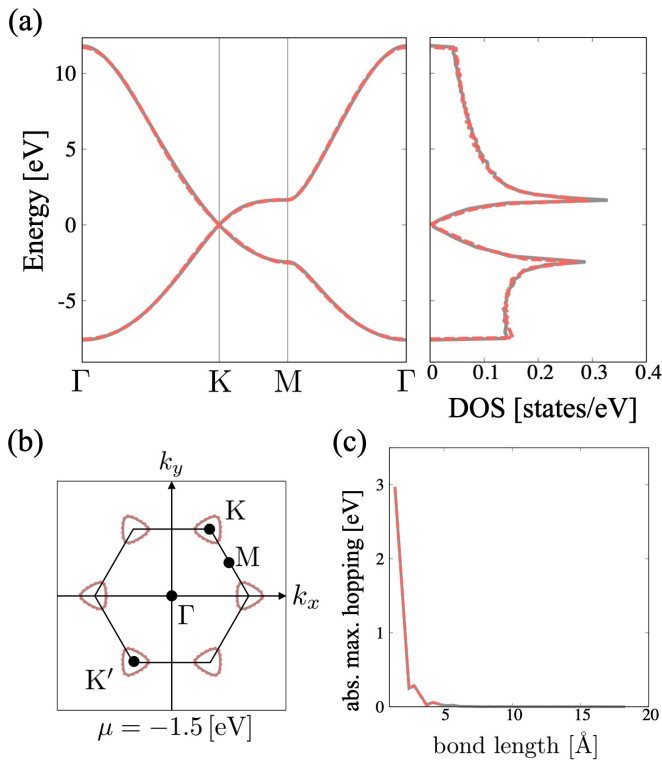 (a)
Energy [eV]
10
5
0
-5
Γ
K
M
Γ
0
0.1
0.2
0.3
0.4
DOS [states/eV]
(b)
k_y
K
M
k_x
Γ
K′
μ = −1.5 [eV]
(c)
abs. max. hopping [eV]
3
2
1
0
5
10
15
20
bond length [Å]